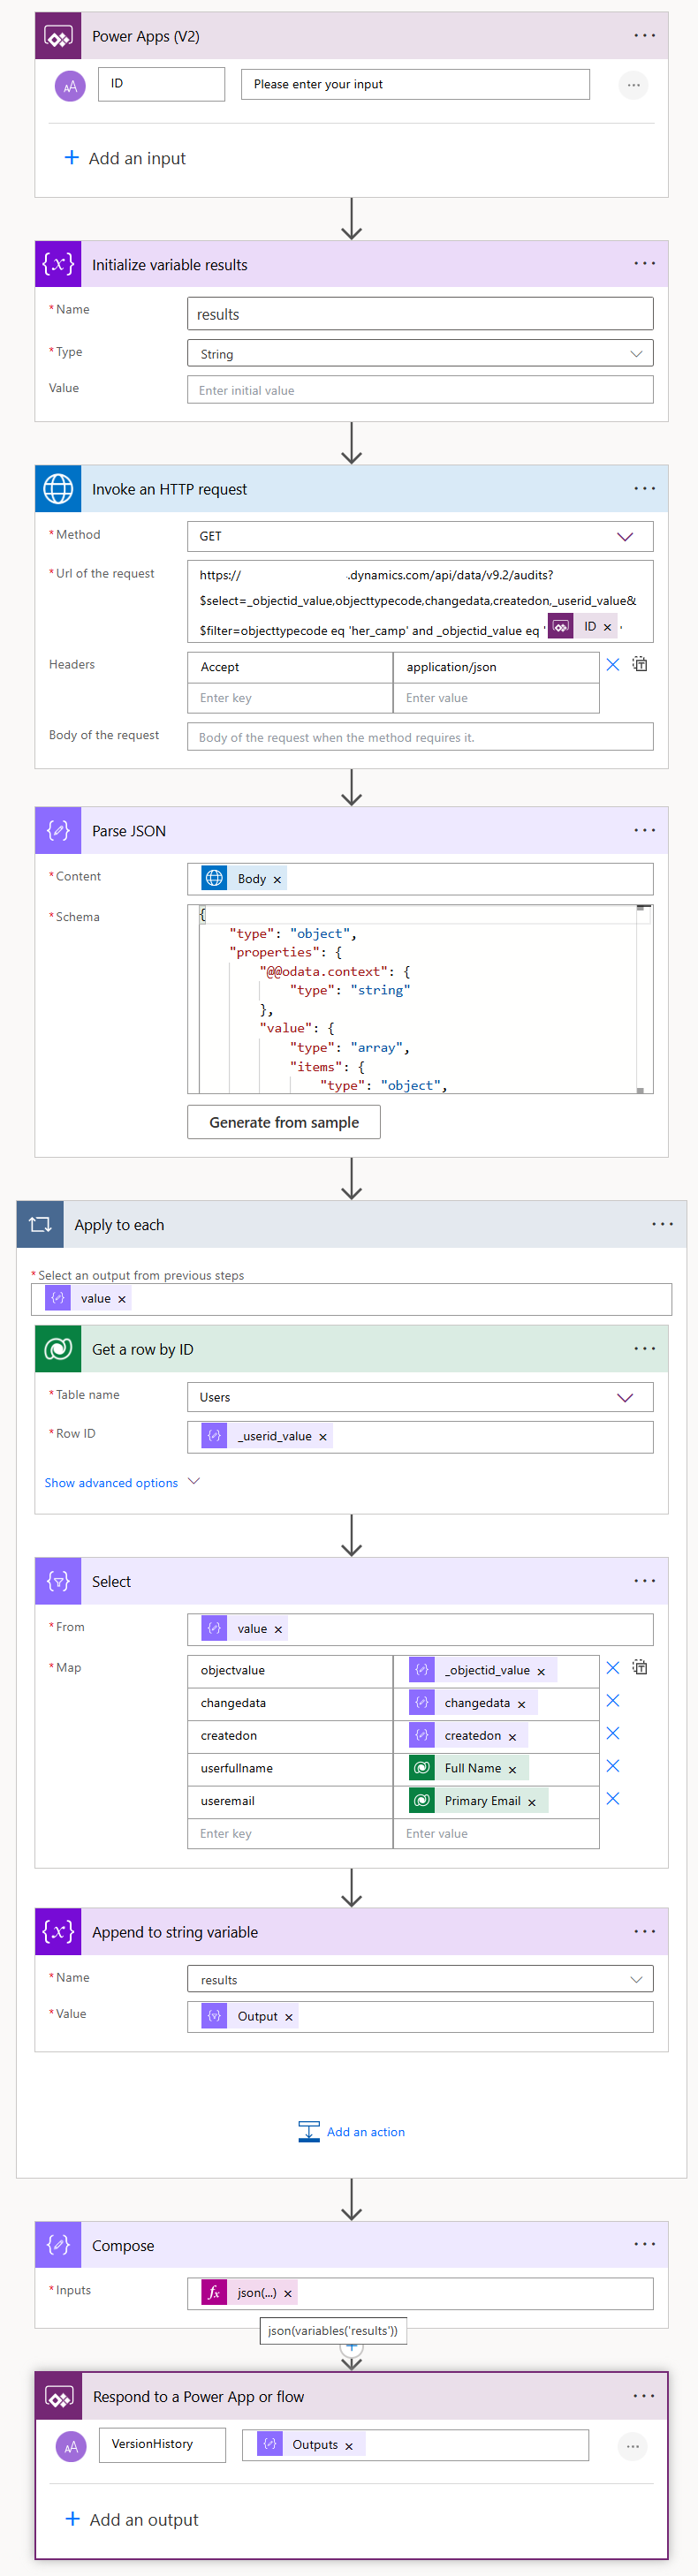 Power Apps (V2)
ID
Please enter your input
Add an input
Initialize variable results
* Name
results
* Type
String
Value
Enter initial value
Invoke an HTTP request
* Method
GET
* Url of the request
https:// .dynamics.com/api/data/v9.2/audits?
$select=_objectid_value,objecttypecode,changedata,createdon,_userid_value&
$filter=objecttypecode eq 'her_camp' and _objectid_value eq ' ID × '
Headers
Accept
application/json
Enter key
Enter value
Body of the request
Body of the request when the method requires it.
Parse JSON
* Content
Body ×
* Schema
{
"type": "object",
"properties": {
"@@odata.context": {
"type": "string"
},
"value": {
"type": "array",
"items": {
"type": "object",
Generate from sample
Apply to each
* Select an output from previous steps
value ×
Get a row by ID
* Table name
Users
* Row ID
_userid_value ×
Show advanced options
Select
* From
value ×
* Map
objectvalue
_objectid_value ×
changedata
changedata ×
createdon
createdon ×
userfullname
Full Name ×
useremail
Primary Email ×
Enter key
Enter value
Append to string variable
* Name
results
* Value
Output ×
Add an action
Compose
* Inputs
fx json(...) ×
json(variables('results'))
Respond to a Power App or flow
VersionHistory
Outputs ×
Add an output